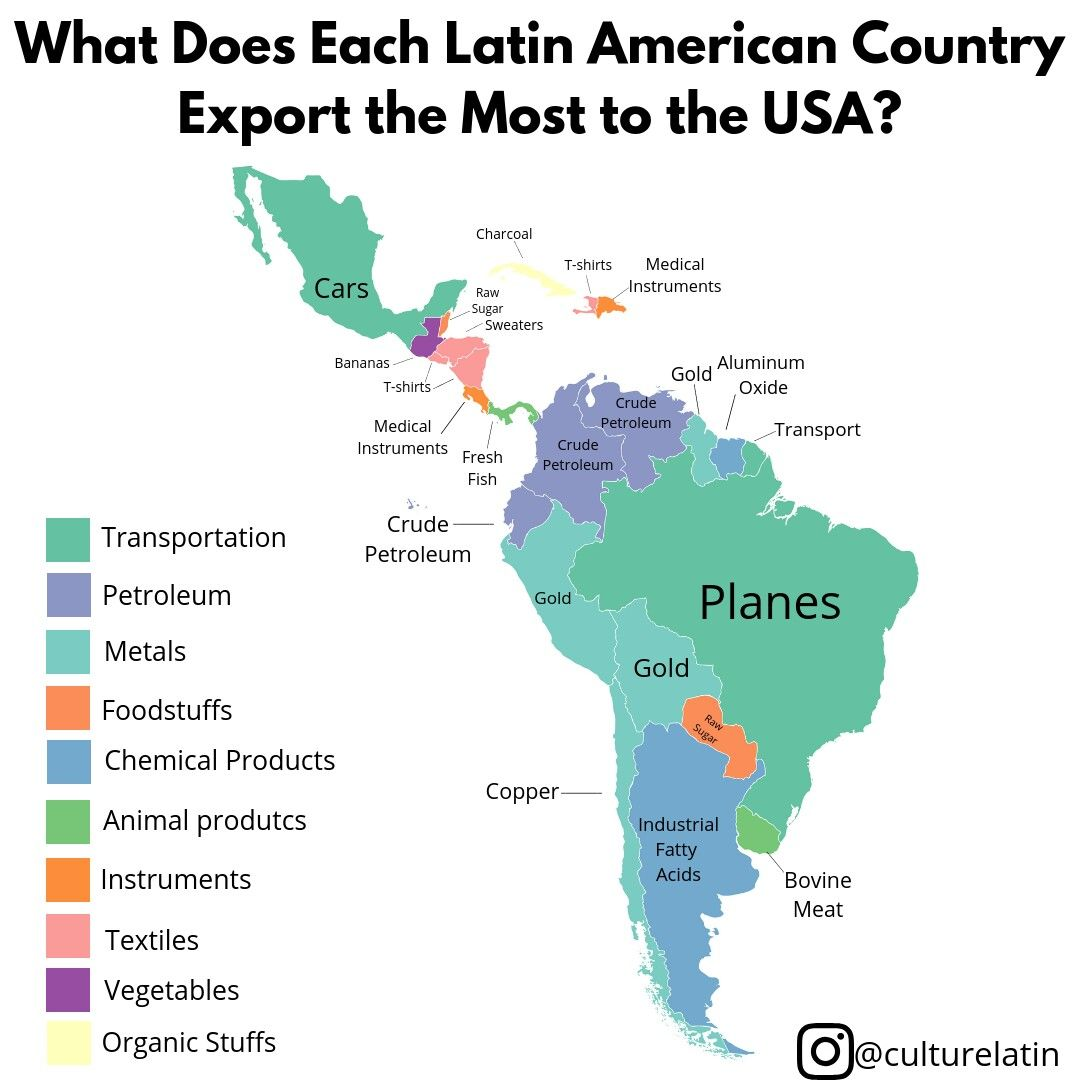 What Does Each Latin American Country
Export the Most to the USA?
Charcoal
T-shirts
Medical
Instruments
Cars
Raw
Sugar
Sweaters
Bananas
T-shirts
Medical
Instruments
Fresh
Fish
Gold
Aluminum
Oxide
Transport
Crude
Petroleum
Crude
Petroleum
Crude
Petroleum
Gold
Planes
Gold
Raw
Sugar
Copper
Industrial
Fatty
Acids
Bovine
Meat
Transportation
Petroleum
Metals
Foodstuffs
Chemical Products
Animal produtcs
Instruments
Textiles
Vegetables
Organic Stuffs
@culturelatin